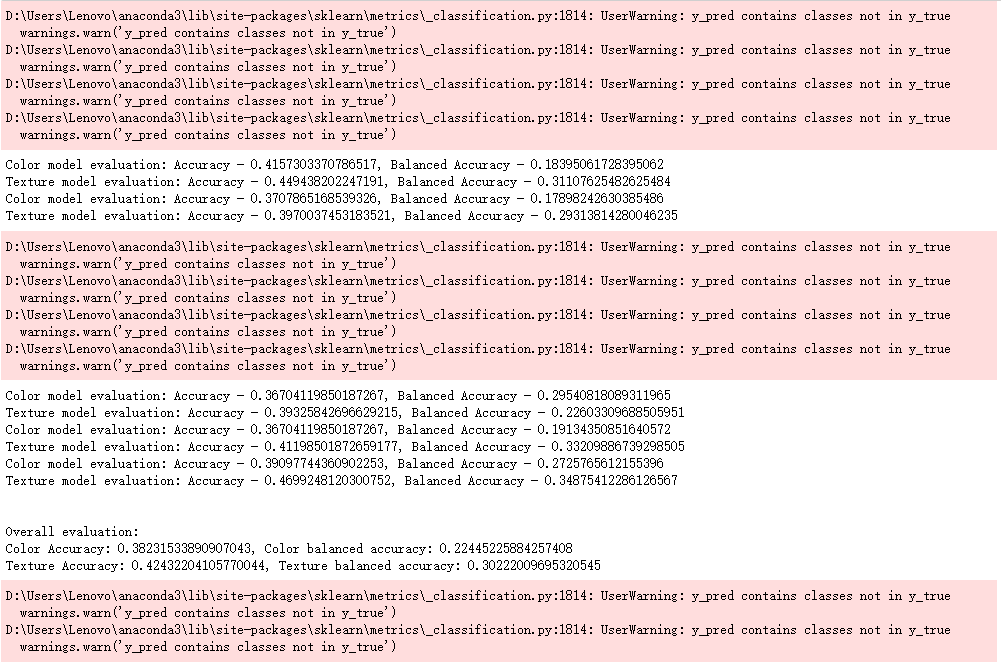 D:\Users\Lenovo\anaconda3\lib\site-packages\sklearn\metrics\_classification.py:1814: UserWarning: y_pred contains classes not in y_true
  warnings.warn('y_pred contains classes not in y_true')
D:\Users\Lenovo\anaconda3\lib\site-packages\sklearn\metrics\_classification.py:1814: UserWarning: y_pred contains classes not in y_true
  warnings.warn('y_pred contains classes not in y_true')
D:\Users\Lenovo\anaconda3\lib\site-packages\sklearn\metrics\_classification.py:1814: UserWarning: y_pred contains classes not in y_true
  warnings.warn('y_pred contains classes not in y_true')
D:\Users\Lenovo\anaconda3\lib\site-packages\sklearn\metrics\_classification.py:1814: UserWarning: y_pred contains classes not in y_true
  warnings.warn('y_pred contains classes not in y_true')
Color model evaluation: Accuracy - 0.4157303370786517, Balanced Accuracy - 0.18395061728395062
Texture model evaluation: Accuracy - 0.449438202247191, Balanced Accuracy - 0.31107625482625484
Color model evaluation: Accuracy - 0.3707865168539326, Balanced Accuracy - 0.17898242630385486
Texture model evaluation: Accuracy - 0.3970037453183521, Balanced Accuracy - 0.29313814280046235
D:\Users\Lenovo\anaconda3\lib\site-packages\sklearn\metrics\_classification.py:1814: UserWarning: y_pred contains classes not in y_true
  warnings.warn('y_pred contains classes not in y_true')
D:\Users\Lenovo\anaconda3\lib\site-packages\sklearn\metrics\_classification.py:1814: UserWarning: y_pred contains classes not in y_true
  warnings.warn('y_pred contains classes not in y_true')
D:\Users\Lenovo\anaconda3\lib\site-packages\sklearn\metrics\_classification.py:1814: UserWarning: y_pred contains classes not in y_true
  warnings.warn('y_pred contains classes not in y_true')
D:\Users\Lenovo\anaconda3\lib\site-packages\sklearn\metrics\_classification.py:1814: UserWarning: y_pred contains classes not in y_true
  warnings.warn('y_pred contains classes not in y_true')
Color model evaluation: Accuracy - 0.36704119850187267, Balanced Accuracy - 0.29540818089311965
Texture model evaluation: Accuracy - 0.39325842696629215, Balanced Accuracy - 0.22603309688505951
Color model evaluation: Accuracy - 0.36704119850187267, Balanced Accuracy - 0.19134350851640572
Texture model evaluation: Accuracy - 0.41198501872659177, Balanced Accuracy - 0.33209886739298505
Color model evaluation: Accuracy - 0.39097744360902253, Balanced Accuracy - 0.2725765612155396
Texture model evaluation: Accuracy - 0.4699248120300752, Balanced Accuracy - 0.34875412286126567
Overall evaluation:
Color Accuracy: 0.38231533890907043, Color balanced accuracy: 0.22445225884257408
Texture Accuracy: 0.42432204105770044, Texture balanced accuracy: 0.30222009695320545
D:\Users\Lenovo\anaconda3\lib\site-packages\sklearn\metrics\_classification.py:1814: UserWarning: y_pred contains classes not in y_true
  warnings.warn('y_pred contains classes not in y_true')
D:\Users\Lenovo\anaconda3\lib\site-packages\sklearn\metrics\_classification.py:1814: UserWarning: y_pred contains classes not in y_true
  warnings.warn('y_pred contains classes not in y_true')